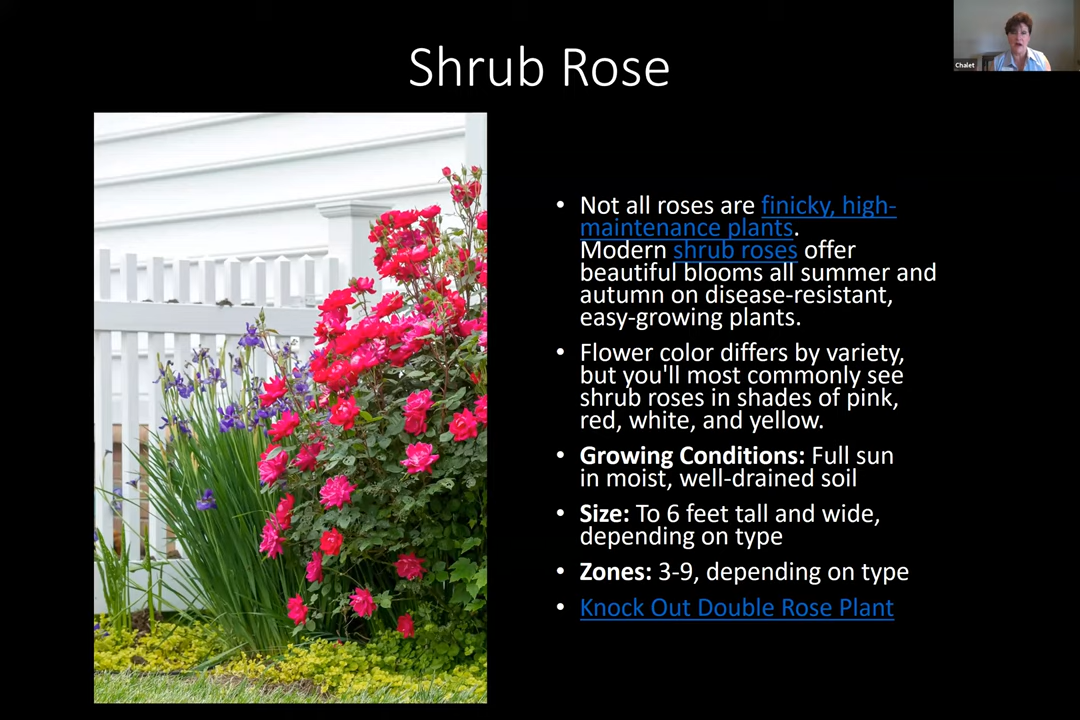 Shrub Rose
Chalet
• Not all roses are finicky, high-
maintenance plants.
Modern shrub roses offer
beautiful blooms all summer and
autumn on disease-resistant,
easy-growing plants.
• Flower color differs by variety,
but you'll most commonly see
shrub roses in shades of pink,
red, white, and yellow.
• Growing Conditions: Full sun
in moist, well-drained soil
• Size: To 6 feet tall and wide,
depending on type
• Zones: 3-9, depending on type
• Knock Out Double Rose Plant